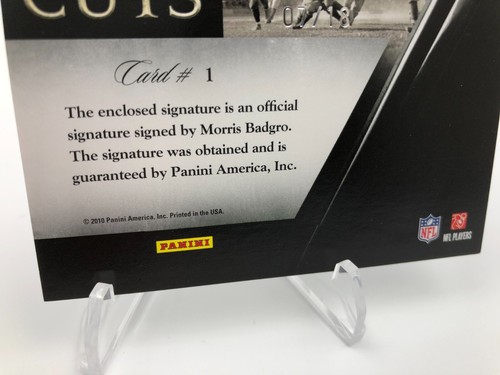 CUTS
Card # 1
The enclosed signature is an official
signature signed by Morris Badgro.
The signature was obtained and is
guaranteed by Panini America, Inc.
© 2010 Panini America, Inc. Printed in the USA.
PANINI
NFL
NFL PLAYERS